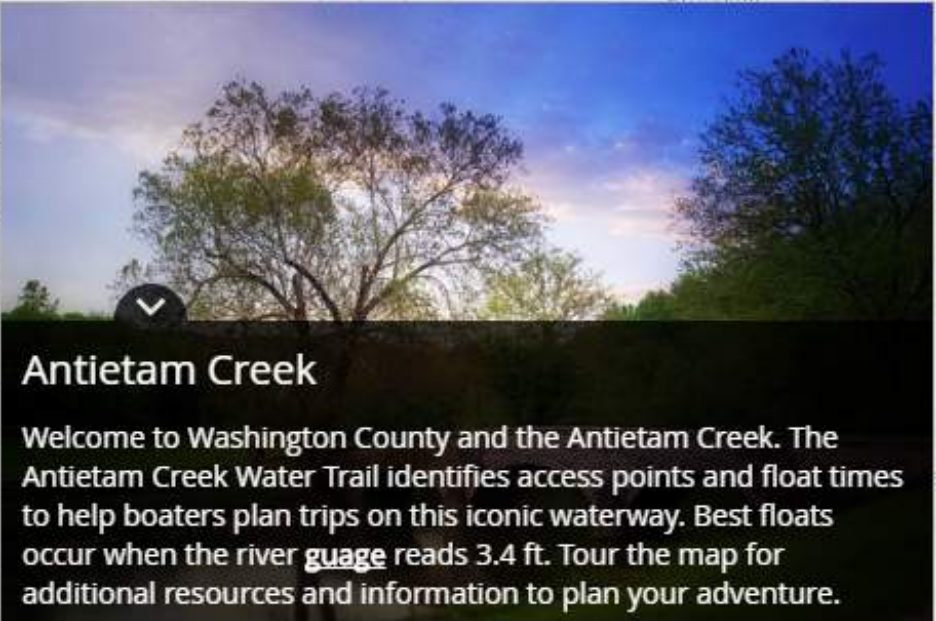 Antietam Creek
Welcome to Washington County and the Antietam Creek. The
Antietam Creek Water Trail identifies access points and float times
to help boaters plan trips on this iconic waterway. Best floats
occur when the river guage reads 3.4 ft. Tour the map for
additional resources and information to plan your adventure.